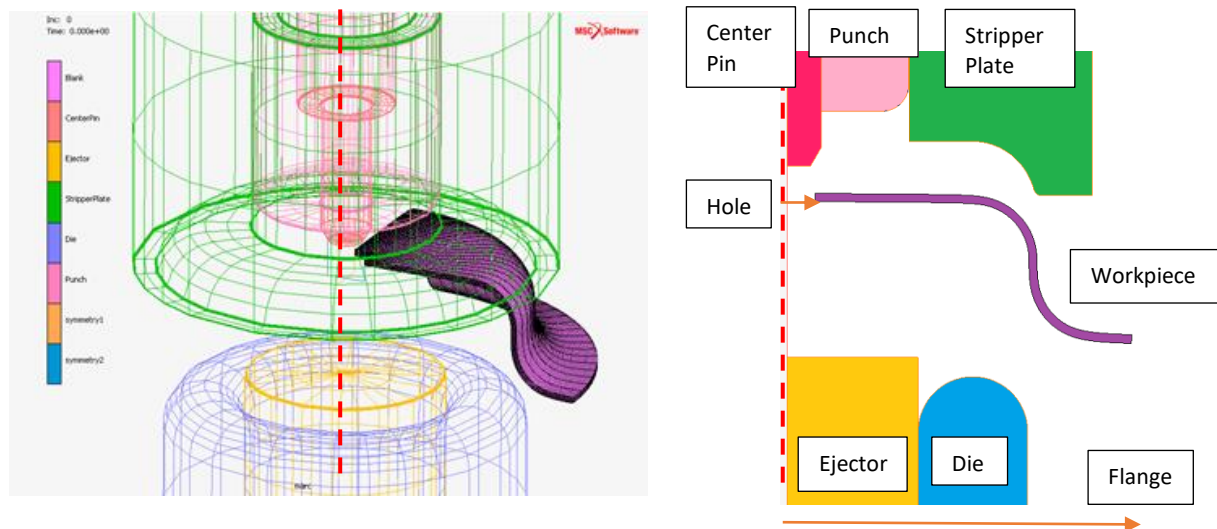 Inc: 0
Time: 0.000e+00
MSC Software
Blank
CenterPin
Ejector
StripperPlate
Die
Punch
symmetry1
symmetry2
Center
Pin
Punch
Stripper
Plate
Hole
Workpiece
Ejector
Die
Flange